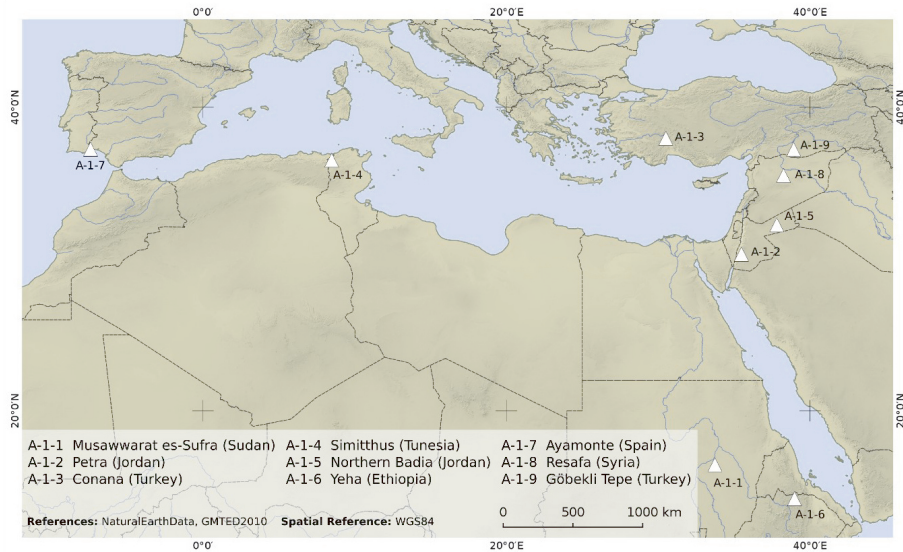 0°0' 20°0'E 40°0'E
40°0'N 40°0'N
A-1-3
A-1-9
A-1-7
A-1-4
A-1-8
A-1-5
A-1-2
20°0'N 20°0'N
A-1-1 Musawwarat es-Sufra (Sudan) A-1-4 Simitthus (Tunesia) A-1-7 Ayamonte (Spain)
A-1-2 Petra (Jordan) A-1-5 Northern Badia (Jordan) A-1-8 Resafa (Syria)
A-1-3 Conana (Turkey) A-1-6 Yeha (Ethiopia) A-1-9 Göbekli Tepe (Turkey)
A-1-1
0 500 1000 km
A-1-6
References: NaturalEarthData, GMTED2010 Spatial Reference: WGS84
0°0' 20°0'E 40°0'E